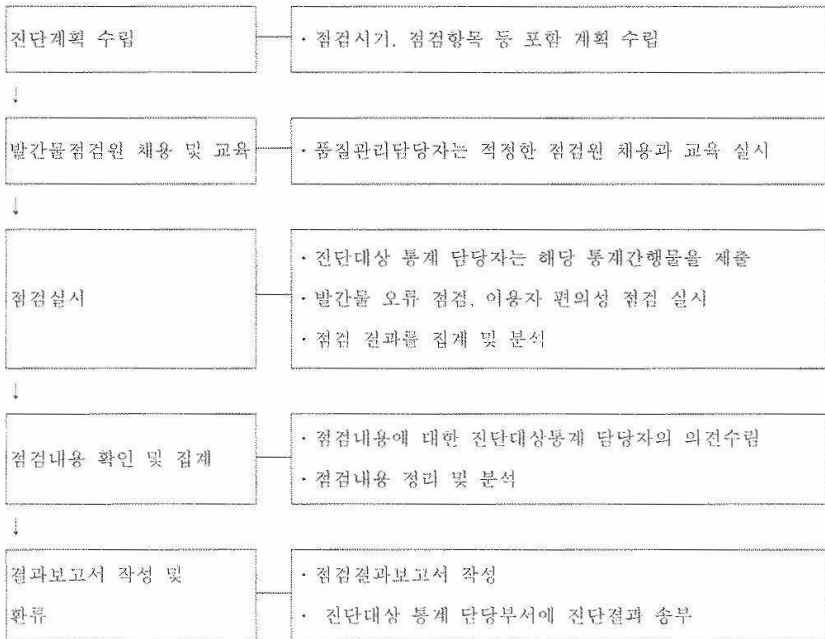 진단계획 수립
· 점검시기, 점검항목 등 포함 계획 수립
↓
발간물점검원 채용 및 교육
· 품질관리담당자는 적정한 점검원 채용과 교육 실시
↓
점검실시
· 진단대상 통계 담당자는 해당 통계간행물을 제출
· 발간물 오류 점검, 이용자 편의성 점검 실시
· 점검 결과를 집계 및 분석
↓
점검내용 확인 및 집계
· 점검내용에 대한 진단대상통계 담당자의 의견수렴
· 점검내용 정리 및 분석
↓
결과보고서 작성 및
환류
· 점검결과보고서 작성
· 진단대상 통계 담당부서에 진단결과 송부